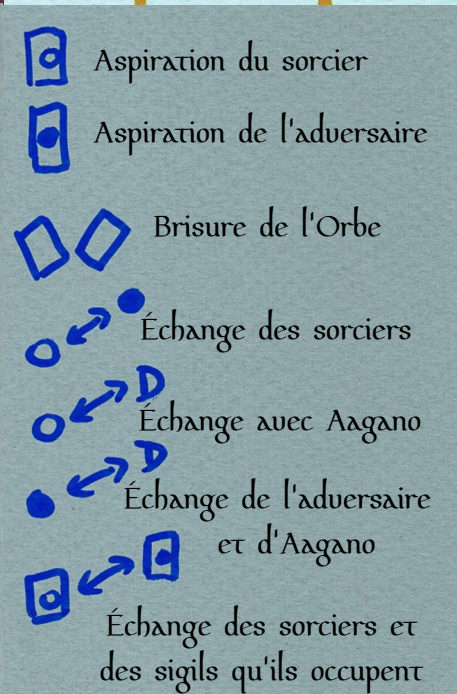 Aspiration du sorcier
Aspiration de l'adversaire
Brisure de l'Orbe
Échange des sorciers
D
Échange avec Aagano
D
Échange de l'adversaire
et d'Aagano
Échange des sorciers et
des sigils qu'ils occupent